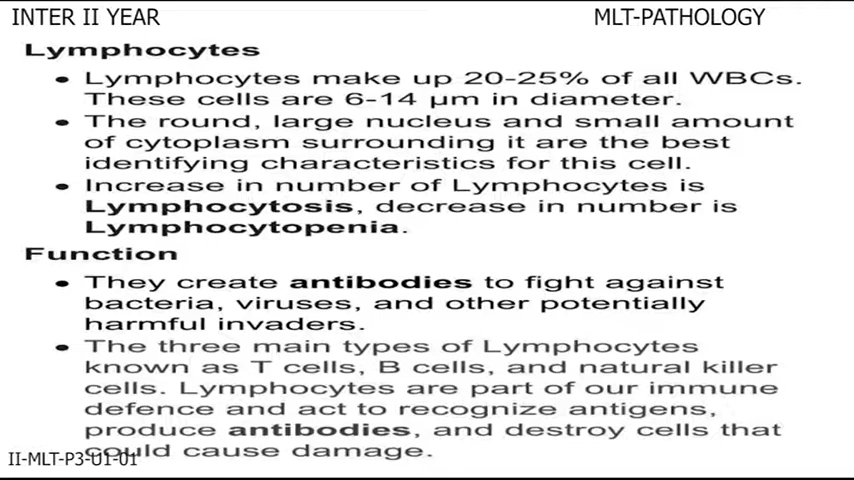 INTER II YEAR
MLT-PATHOLOGY
Lymphocytes
• Lymphocytes make up 20-25% of all WBCs.
These cells are 6-14 µm in diameter.
• The round, large nucleus and small amount
of cytoplasm surrounding it are the best
identifying characteristics for this cell.
• Increase in number of Lymphocytes is
Lymphocytosis, decrease in number is
Lymphocytopenia.
Function
• They create antibodies to fight against
bacteria, viruses, and other potentially
harmful invaders.
• The three main types of Lymphocytes
known as T cells, B cells, and natural killer
cells. Lymphocytes are part of our immune
defence and act to recognize antigens,
produce antibodies, and destroy cells that
could cause damage.
II-MLT-P3-U1-01